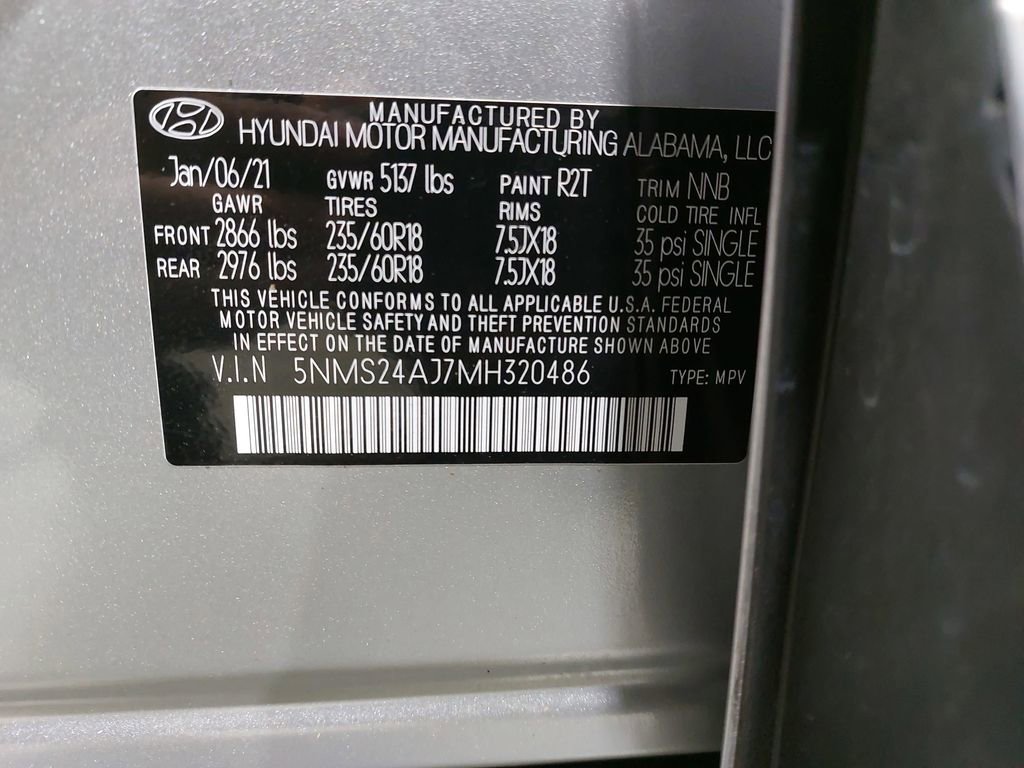 MANUFACTURED BY
HYUNDAI MOTOR MANUFACTURING ALABAMA, LLC
Jan/06/21 GVWR 5137 lbs PAINT R2T TRIM NNB
GAWR TIRES RIMS COLD TIRE INFL
FRONT 2866 lbs 235/60R18 7.5JX18 35 psi SINGLE
REAR 2976 lbs 235/60R18 7.5JX18 35 psi SINGLE
THIS VEHICLE CONFORMS TO ALL APPLICABLE U.S.A. FEDERAL
MOTOR VEHICLE SAFETY AND THEFT PREVENTION STANDARDS
IN EFFECT ON THE DATE OF MANUFACTURE SHOWN ABOVE
V.I.N 5NMS24AJ7MH320486 TYPE: MPV